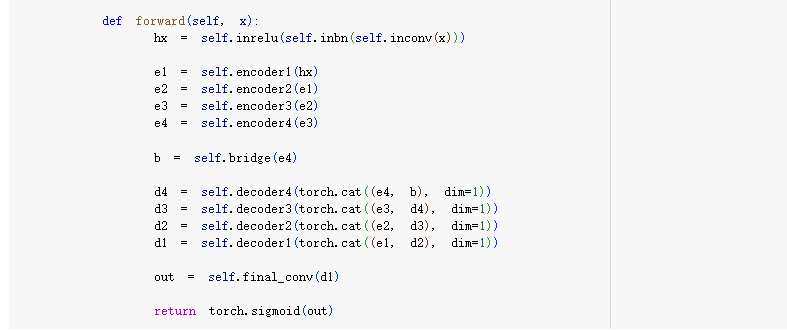 def forward(self, x):
hx = self.inrelu(self.inbn(self.inconv(x)))
e1 = self.encoder1(hx)
e2 = self.encoder2(e1)
e3 = self.encoder3(e2)
e4 = self.encoder4(e3)
b = self.bridge(e4)
d4 = self.decoder4(torch.cat((e4, b), dim=1))
d3 = self.decoder3(torch.cat((e3, d4), dim=1))
d2 = self.decoder2(torch.cat((e2, d3), dim=1))
d1 = self.decoder1(torch.cat((e1, d2), dim=1))
out = self.final_conv(d1)
return torch.sigmoid(out)